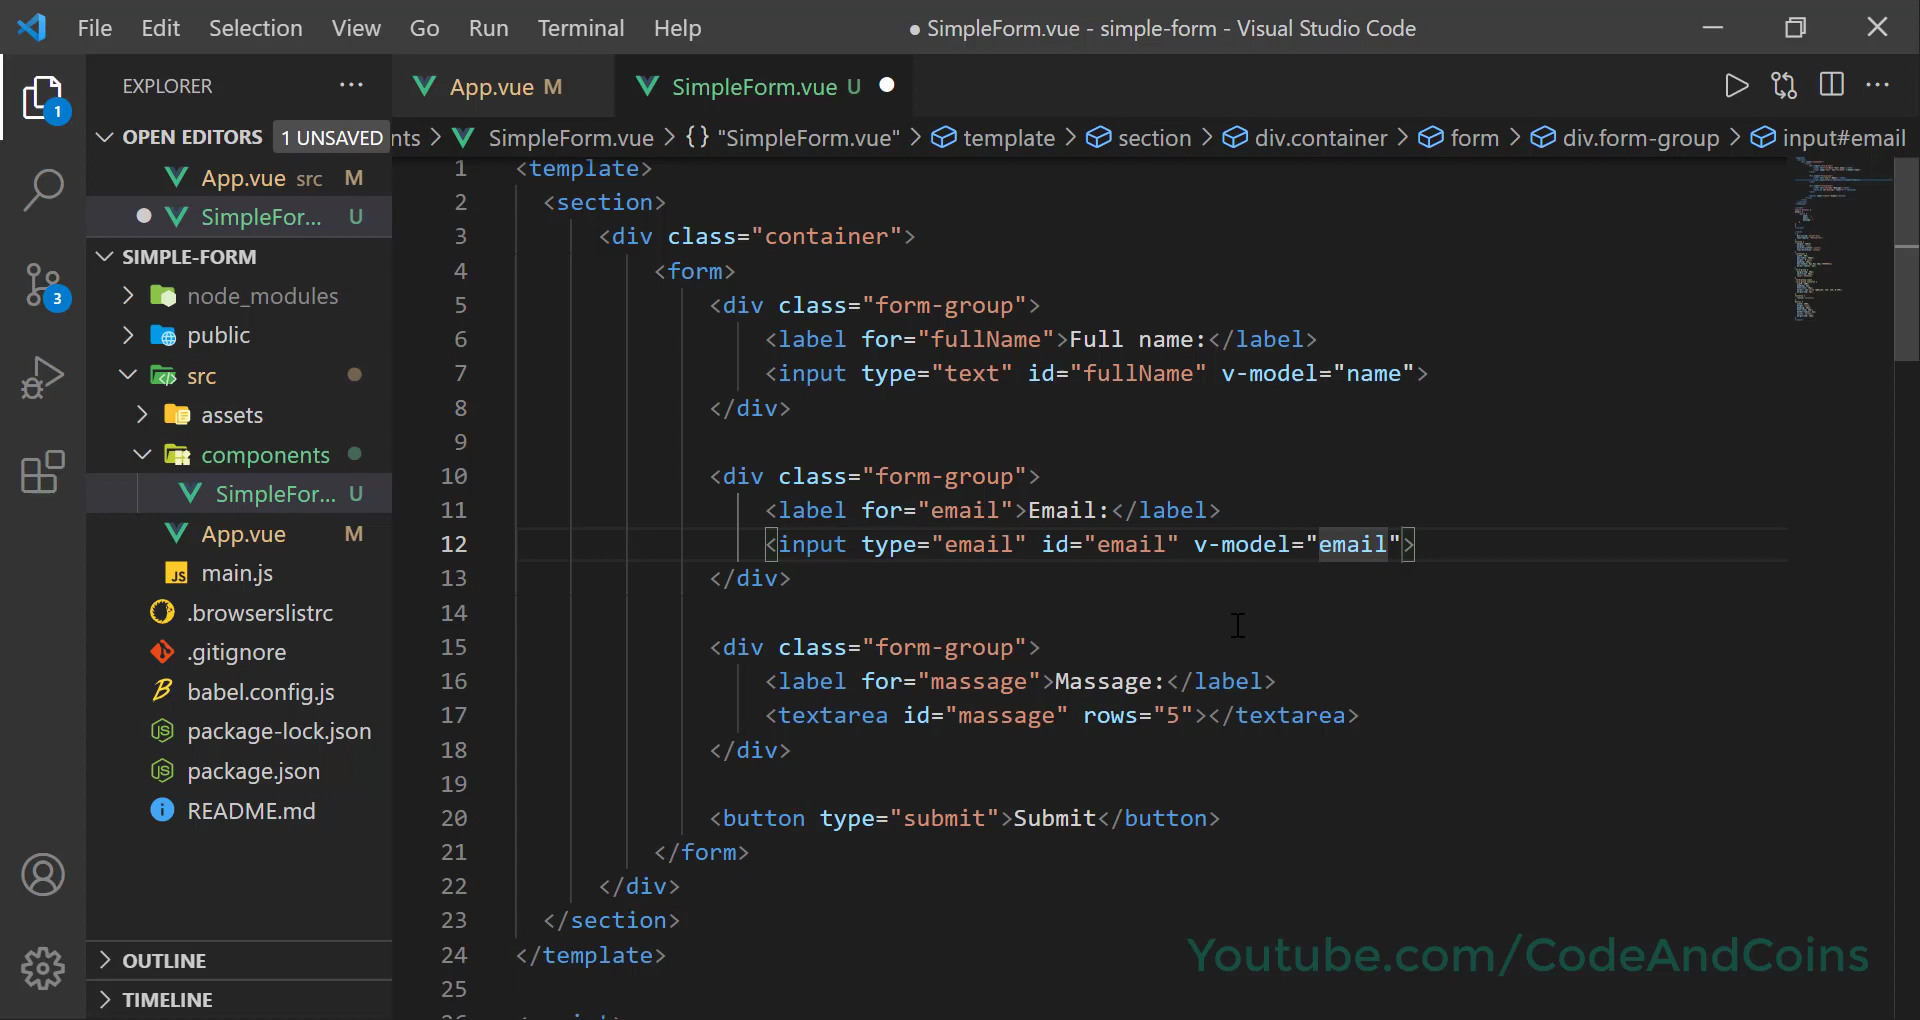 File Edit Selection View Go Run Terminal Help ● SimpleForm.vue - simple-form - Visual Studio Code
EXPLORER ···
App.vue M
SimpleForm.vue U
1
OPEN EDITORS 1 UNSAVED
nts > SimpleForm.vue > {} "SimpleForm.vue" > template > section > div.container > form > div.form-group > input#email
App.vue src M
SimpleFor... U
SIMPLE-FORM
3
node_modules
public
src
assets
components
SimpleFor... U
App.vue M
JS main.js
.browserslistrc
.gitignore
babel.config.js
package-lock.json
package.json
README.md
OUTLINE
TIMELINE
1 <template>
2 <section>
3 <div class="container">
4 <form>
5 <div class="form-group">
6 <label for="fullName">Full name:</label>
7 <input type="text" id="fullName" v-model="name">
8 </div>
9
10 <div class="form-group">
11 <label for="email">Email:</label>
12 <input type="email" id="email" v-model="email">
13 </div>
14
15 <div class="form-group">
16 <label for="massage">Massage:</label>
17 <textarea id="massage" rows="5"></textarea>
18 </div>
19
20 <button type="submit">Submit</button>
21 </form>
22 </div>
23 </section>
24 </template>
25
Youtube.com/CodeAndCoins